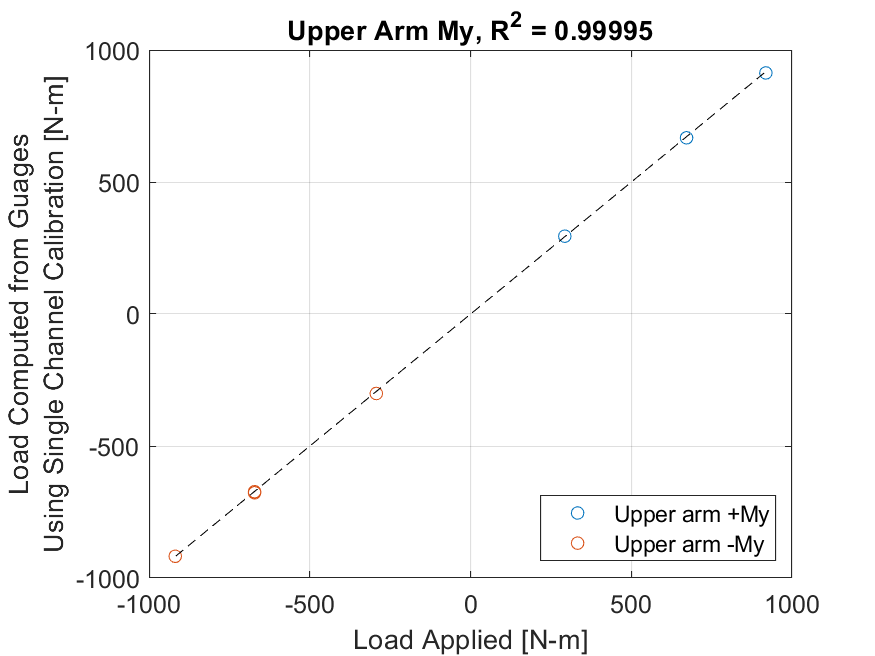 Upper Arm My, R² = 0.99995
Load Computed from Guages
Using Single Channel Calibration [N-m]
1000
500
0
-500
-1000
-1000
-500
0
500
1000
Load Applied [N-m]
Upper arm +My
Upper arm -My